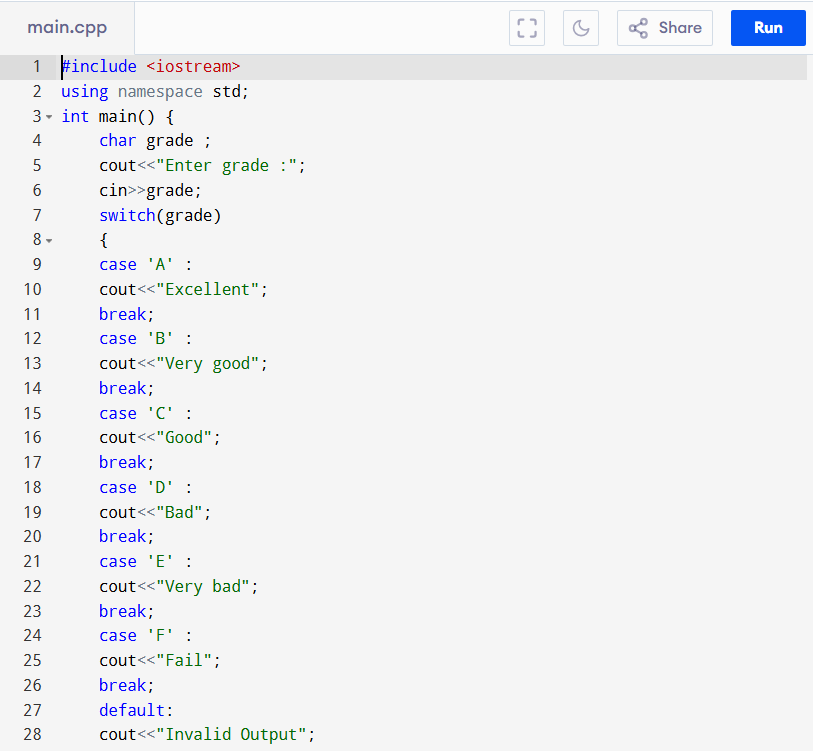 main.cpp
Share
Run
1 #include <iostream>
2 using namespace std;
3 int main() {
4 char grade ;
5 cout<<"Enter grade :";
6 cin>>grade;
7 switch(grade)
8 {
9 case 'A' :
10 cout<<"Excellent";
11 break;
12 case 'B' :
13 cout<<"Very good";
14 break;
15 case 'C' :
16 cout<<"Good";
17 break;
18 case 'D' :
19 cout<<"Bad";
20 break;
21 case 'E' :
22 cout<<"Very bad";
23 break;
24 case 'F' :
25 cout<<"Fail";
26 break;
27 default:
28 cout<<"Invalid Output";